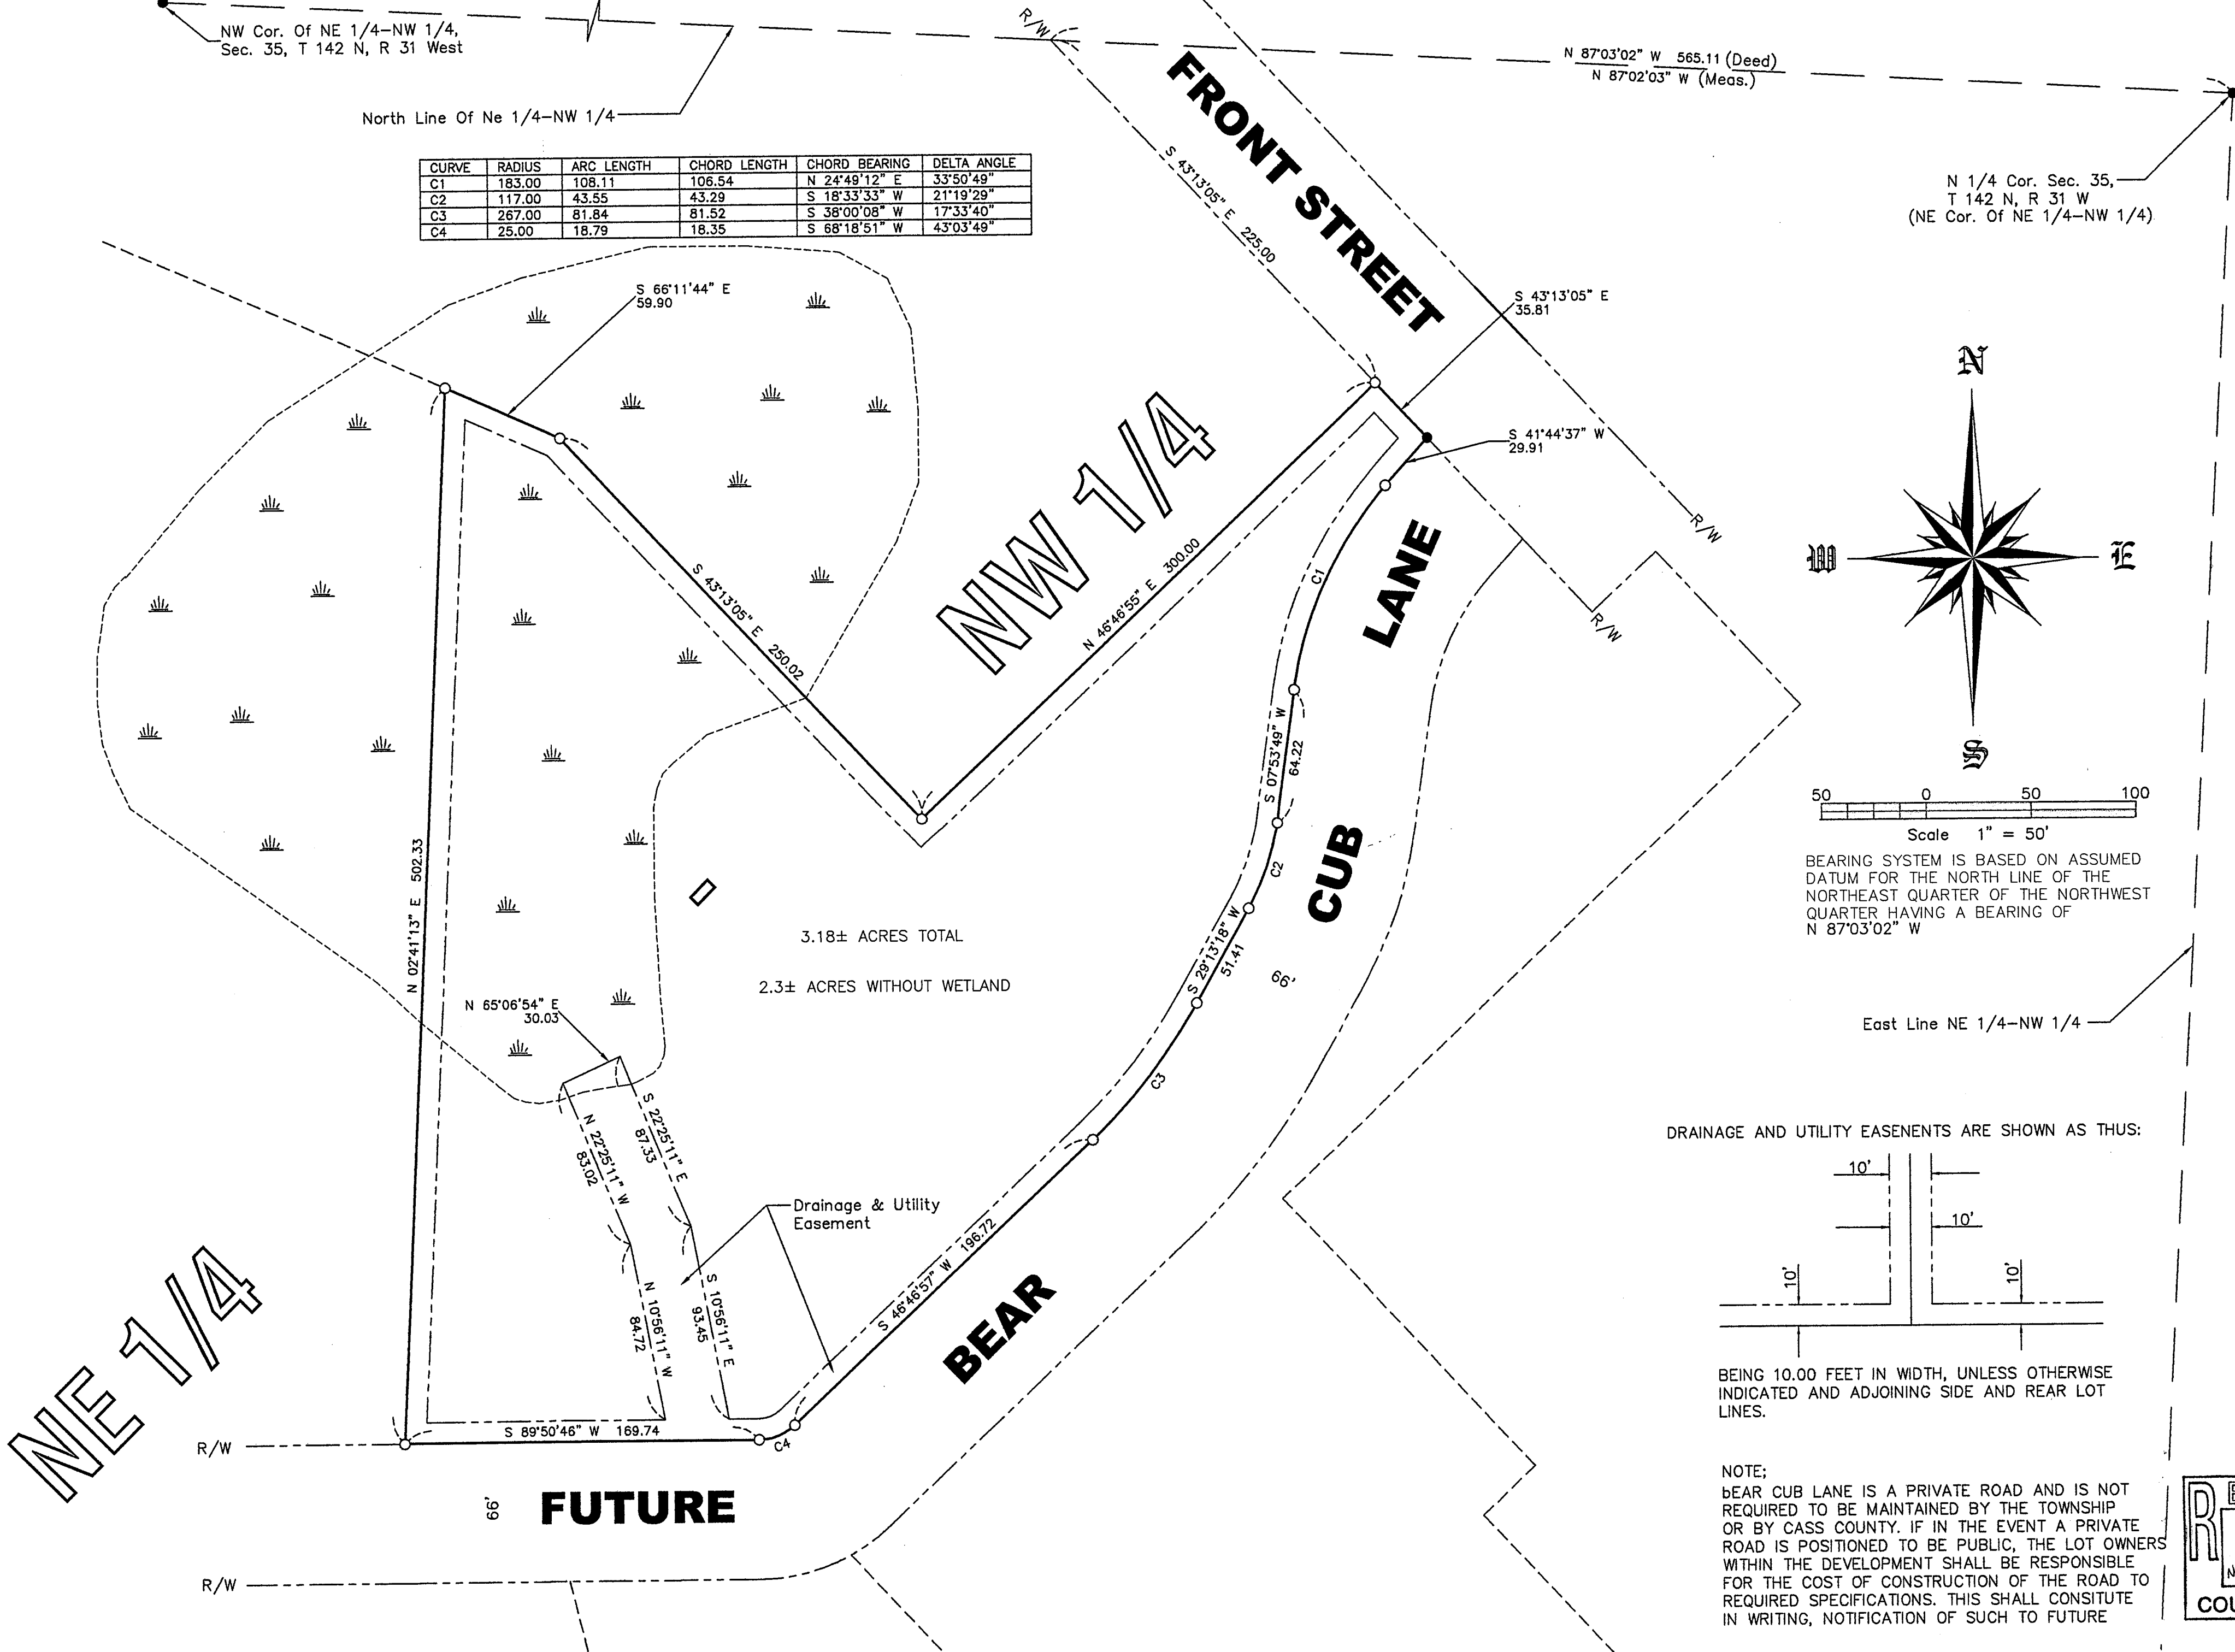 NW Cor. Of NE 1/4-NW 1/4,
Sec. 35, T 142 N, R 31 West
North Line Of Ne 1/4-NW 1/4
R/W
FRONT STREET
N 87°03'02" W 565.11 (Deed)
N 87°02'03" W (Meas.)
N 1/4 Cor. Sec. 35,
T 142 N, R 31 W
(NE Cor. Of NE 1/4-NW 1/4)
CURVE RADIUS ARC LENGTH CHORD LENGTH CHORD BEARING DELTA ANGLE
C1 183.00 108.11 106.54 N 24°49'12" E 33°50'49"
C2 117.00 43.55 43.29 S 18°33'33" W 21°19'29"
C3 267.00 81.84 81.52 S 38°00'08" W 17°33'40"
C4 25.00 18.79 18.35 S 68°18'51" W 43°03'49"
S 43°13'05" E 225.00
S 66°11'44" E
59.90
S 43°13'05" E
35.81
S 41°44'37" W
29.91
N
W
E
S
NW 1/4
R/W
R/W
S 43°13'05" E 250.02
N 46°46'55" E 300.00
C1
LANE
S 07°53'49" W
64.22
C2
CUB
S 29°13'18" W
51.41
66'
C3
50 0 50 100
Scale 1" = 50'
BEARING SYSTEM IS BASED ON ASSUMED
DATUM FOR THE NORTH LINE OF THE
NORTHEAST QUARTER OF THE NORTHWEST
QUARTER HAVING A BEARING OF
N 87°03'02" W
East Line NE 1/4-NW 1/4
N 02°41'13" E 502.33
3.18± ACRES TOTAL
2.3± ACRES WITHOUT WETLAND
N 65°06'54" E
30.03
S 22°25'11" E
87.33
N 22°25'11" W
83.02
Drainage & Utility
Easement
S 10°56'11" E
93.45
N 10°56'11" W
84.72
S 46°46'57" W 196.72
BEAR
NE 1/4
DRAINAGE AND UTILITY EASENENTS ARE SHOWN AS THUS:
10'
10'
10'
10'
BEING 10.00 FEET IN WIDTH, UNLESS OTHERWISE
INDICATED AND ADJOINING SIDE AND REAR LOT
LINES.
R/W
S 89°50'46" W 169.74
C4
66'
FUTURE
R/W
NOTE;
bEAR CUB LANE IS A PRIVATE ROAD AND IS NOT
REQUIRED TO BE MAINTAINED BY THE TOWNSHIP
OR BY CASS COUNTY. IF IN THE EVENT A PRIVATE
ROAD IS POSITIONED TO BE PUBLIC, THE LOT OWNERS
WITHIN THE DEVELOPMENT SHALL BE RESPONSIBLE
FOR THE COST OF CONSTRUCTION OF THE ROAD TO
REQUIRED SPECIFICATIONS. THIS SHALL CONSITUTE
IN WRITING, NOTIFICATION OF SUCH TO FUTURE
R
COU